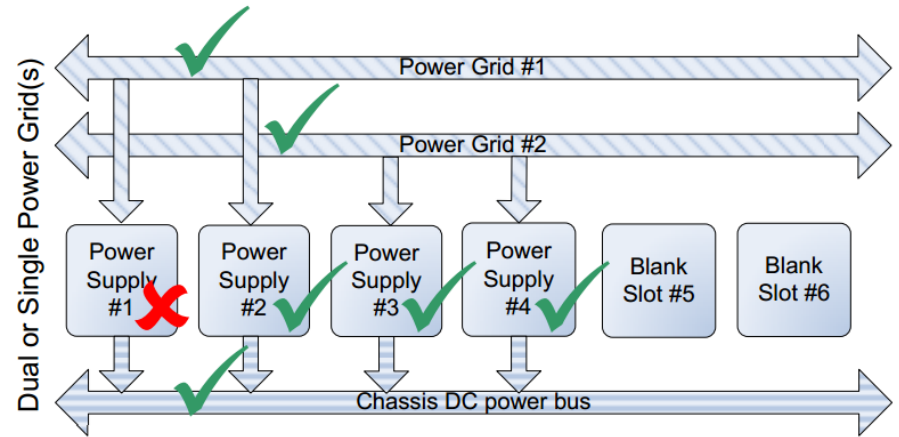 Dual or Single Power Grid(s)
Power Grid #1
Power Grid #2
Power
Supply
#1
Power
Supply
#2
Power
Supply
#3
Power
Supply
#4
Blank
Slot #5
Blank
Slot #6
Chassis DC power bus